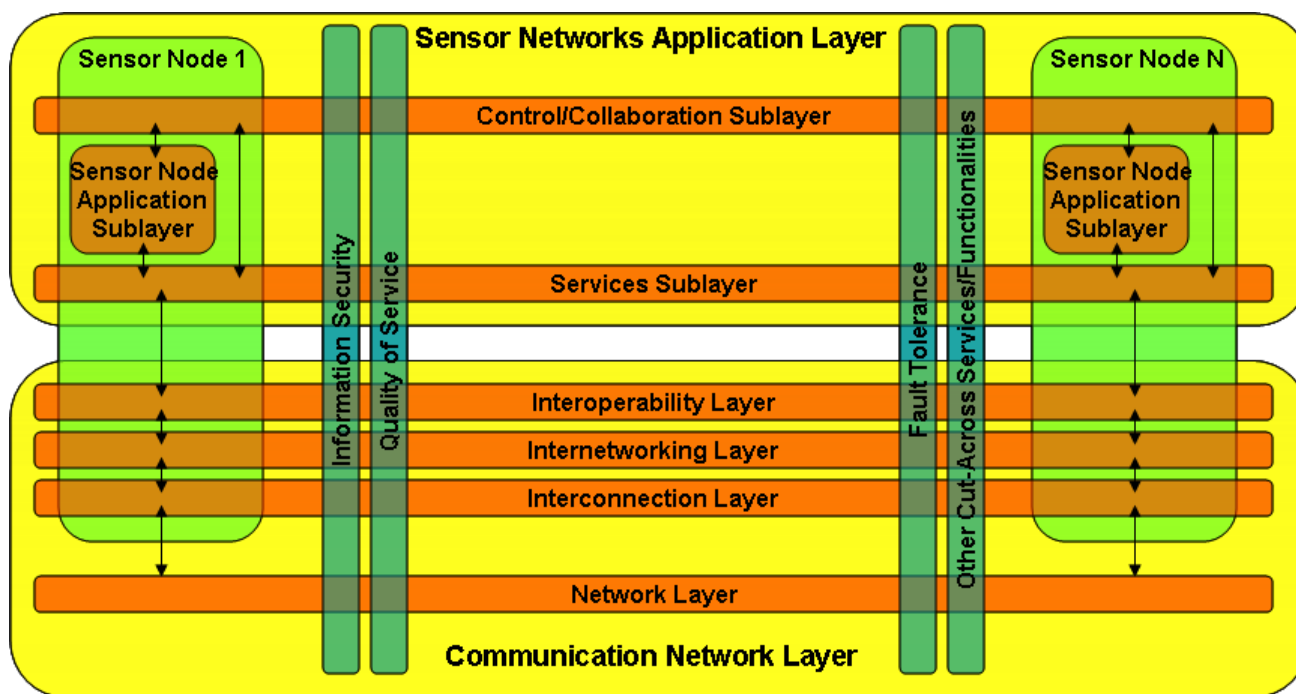 Sensor Networks Application Layer
Sensor Node 1
Sensor Node N
Control/Collaboration Sublayer
Sensor Node
Application
Sublayer
Sensor Node
Application
Sublayer
Services Sublayer
Information Security
Quality of Service
Fault Tolerance
Other Cut-Across Services/Functionalities
Interoperability Layer
Internetworking Layer
Interconnection Layer
Network Layer
Communication Network Layer